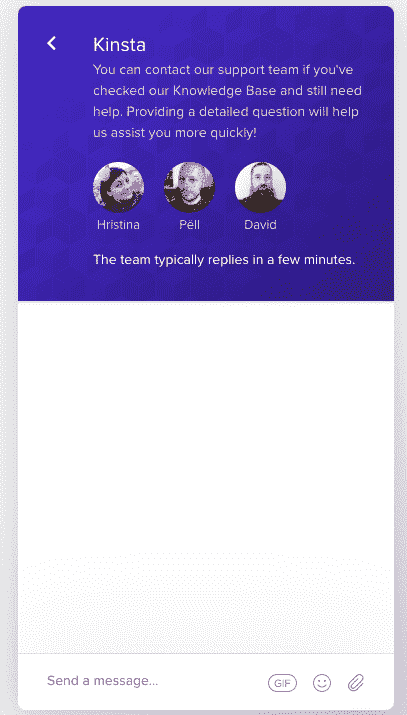 Kinsta
You can contact our support team if you've
checked our Knowledge Base and still need
help. Providing a detailed question will help
us assist you more quickly!
Hristina Pell David
The team typically replies in a few minutes.
Send a message... GIF